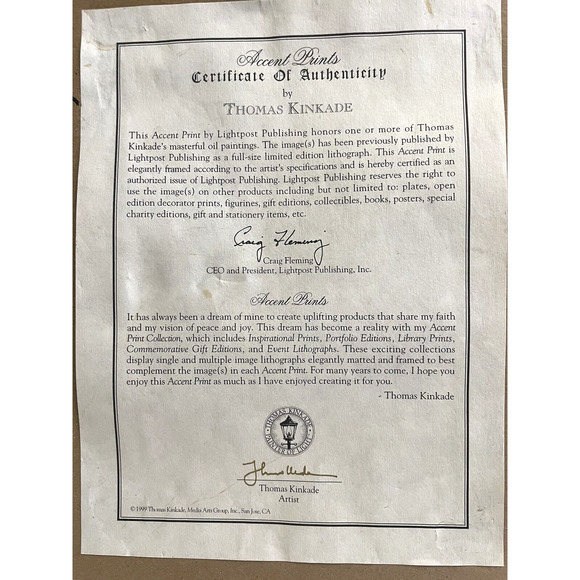 Accent Prints
Certificate Of Authenticity
by
THOMAS KINKADE
This Accent Print by Lightpost Publishing honors one or more of Thomas
Kinkade's masterful oil paintings. The image(s) has been previously published by
Lightpost Publishing as a full-size limited edition lithograph. This Accent Print is
elegantly framed according to the artist's specifications and is hereby certified as an
authorized issue of Lightpost Publishing. Lightpost Publishing reserves the right to
use the image(s) on other products including but not limited to: plates, open
edition decorator prints, figurines, gift editions, collectibles, books, posters, special
charity editions, gift and stationery items, etc.
Craig Fleming
Craig Fleming
CEO and President, Lightpost Publishing, Inc.
Accent Prints
It has always been a dream of mine to create uplifting products that share my faith
and my vision of peace and joy. This dream has become a reality with my Accent
Print Collection, which includes Inspirational Prints, Portfolio Editions, Library Prints,
Commemorative Gift Editions, and Event Lithographs. These exciting collections
display single and multiple image lithographs elegantly matted and framed to best
complement the image(s) in each Accent Print. For many years to come, I hope you
enjoy this Accent Print as much as I have enjoyed creating it for you.
- Thomas Kinkade
THOMAS KINKADE
PAINTER OF LIGHT
Thomas Kinkade
Artist
© 1999 Thomas Kinkade, Media Arts Group, Inc., San Jose, CA